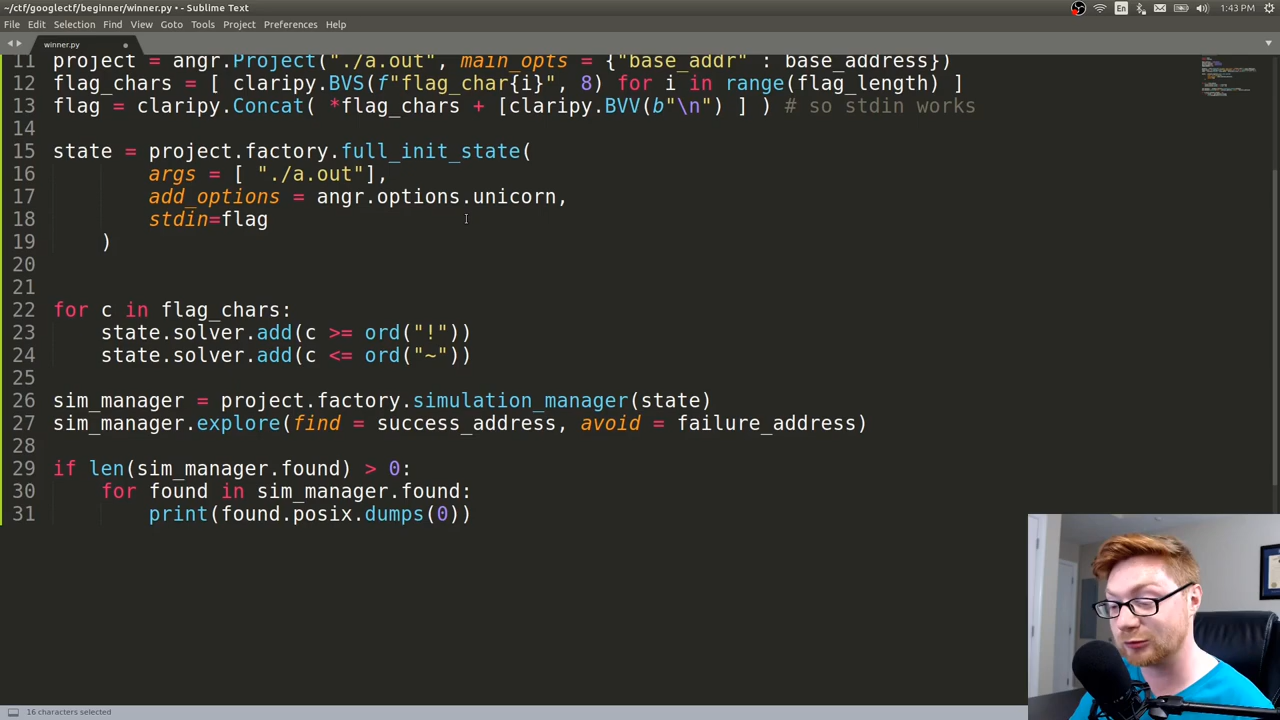 ~/ctf/googlectf/beginner/winner.py • - Sublime Text
En
1:43 PM
File Edit Selection Find View Goto Tools Project Preferences Help
winner.py
11 project = angr.Project("./a.out", main_opts = {"base_addr" : base_address})
12 flag_chars = [ claripy.BVS(f"flag_char{i}", 8) for i in range(flag_length) ]
13 flag = claripy.Concat( *flag_chars + [claripy.BVV(b"\n") ] ) # so stdin works
14
15 state = project.factory.full_init_state(
16 args = [ "./a.out"],
17 add_options = angr.options.unicorn,
18 stdin=flag
19 )
20
21
22 for c in flag_chars:
23 state.solver.add(c >= ord("!"))
24 state.solver.add(c <= ord("~"))
25
26 sim_manager = project.factory.simulation_manager(state)
27 sim_manager.explore(find = success_address, avoid = failure_address)
28
29 if len(sim_manager.found) > 0:
30 for found in sim_manager.found:
31 print(found.posix.dumps(0))
16 characters selected